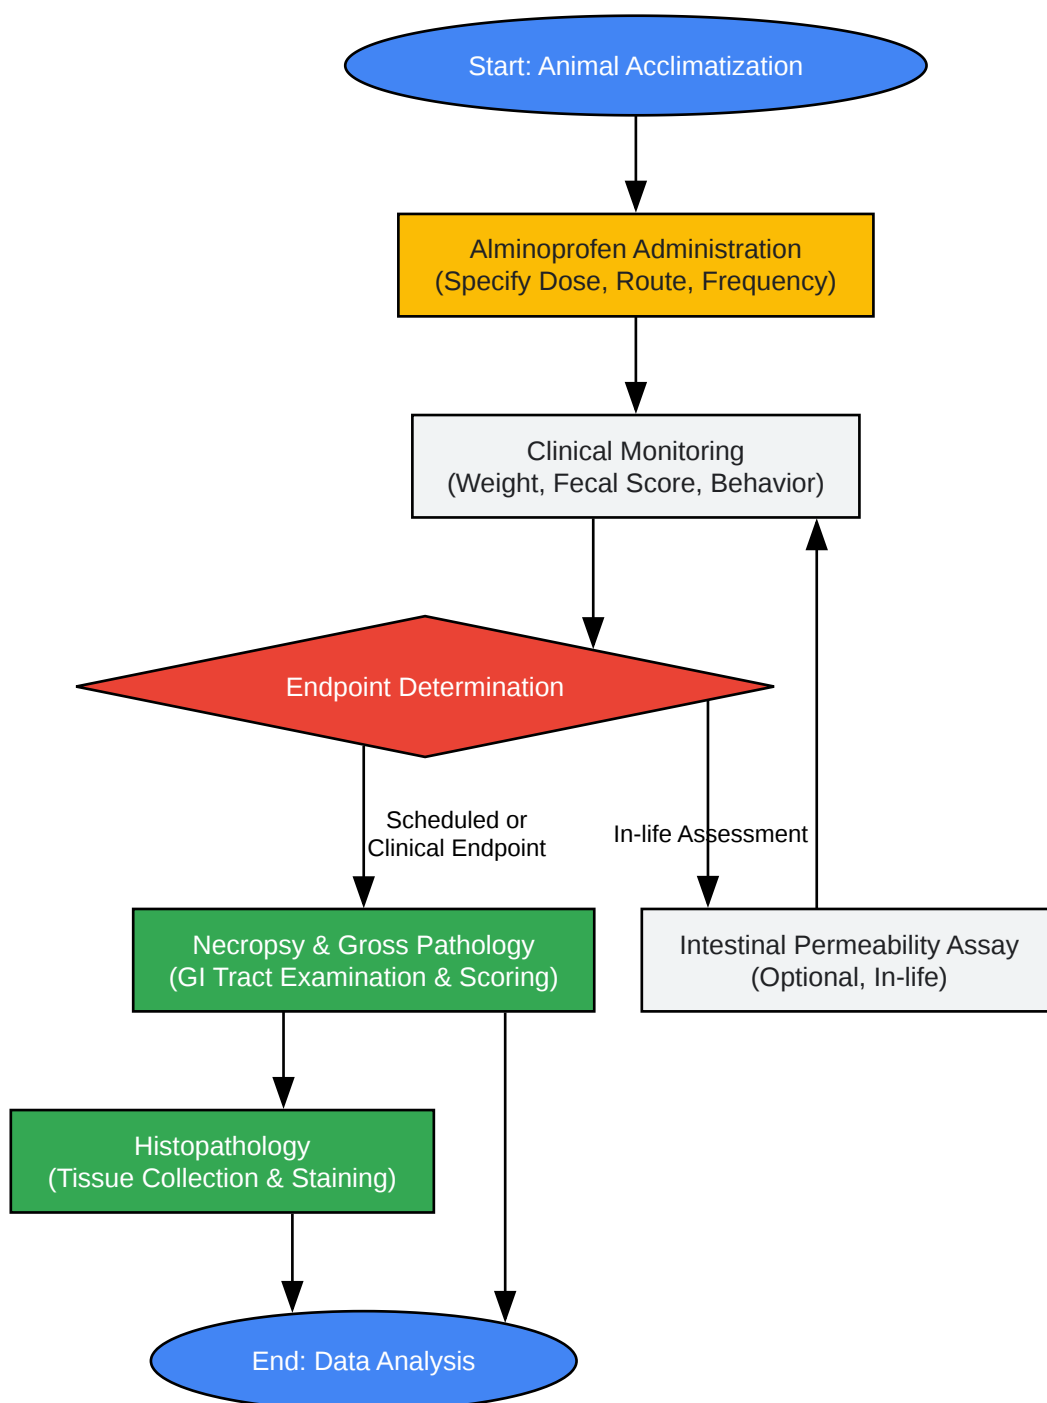 Start: Animal Acclimatization
Alminoprofen Administration
(Specify Dose, Route, Frequency)
Clinical Monitoring
(Weight, Fecal Score, Behavior)
Endpoint Determination
Scheduled or
Clinical Endpoint
In-life Assessment
Necropsy & Gross Pathology
(GI Tract Examination & Scoring)
Intestinal Permeability Assay
(Optional, In-life)
Histopathology
(Tissue Collection & Staining)
End: Data Analysis